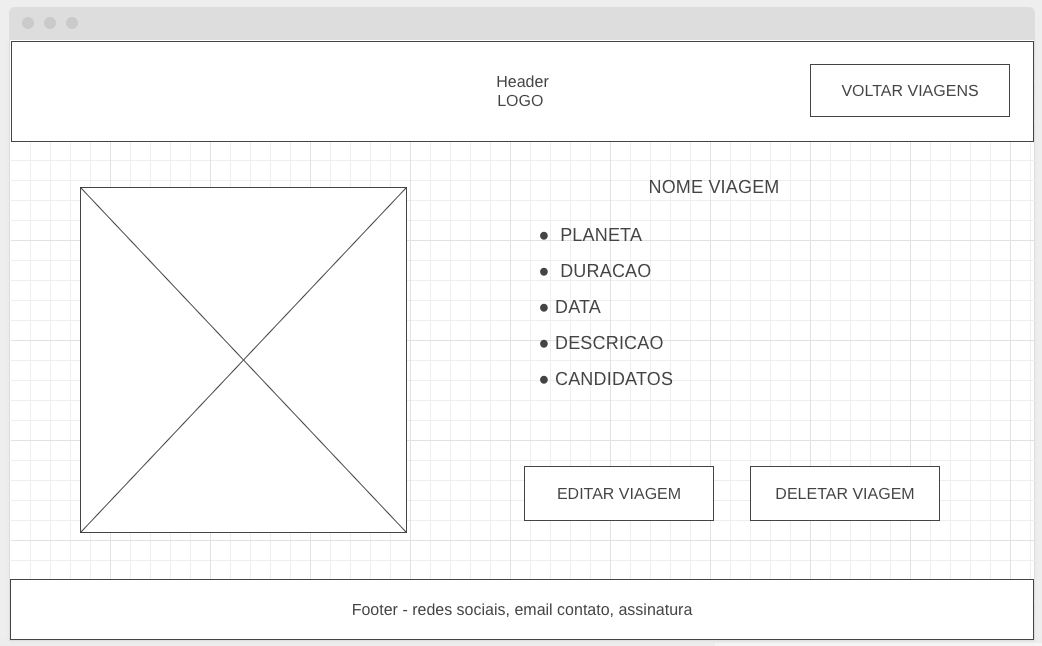 Header
LOGO
VOLTAR VIAGENS
NOME VIAGEM
● PLANETA
● DURACAO
● DATA
● DESCRICAO
● CANDIDATOS
EDITAR VIAGEM
DELETAR VIAGEM
Footer - redes sociais, email contato, assinatura